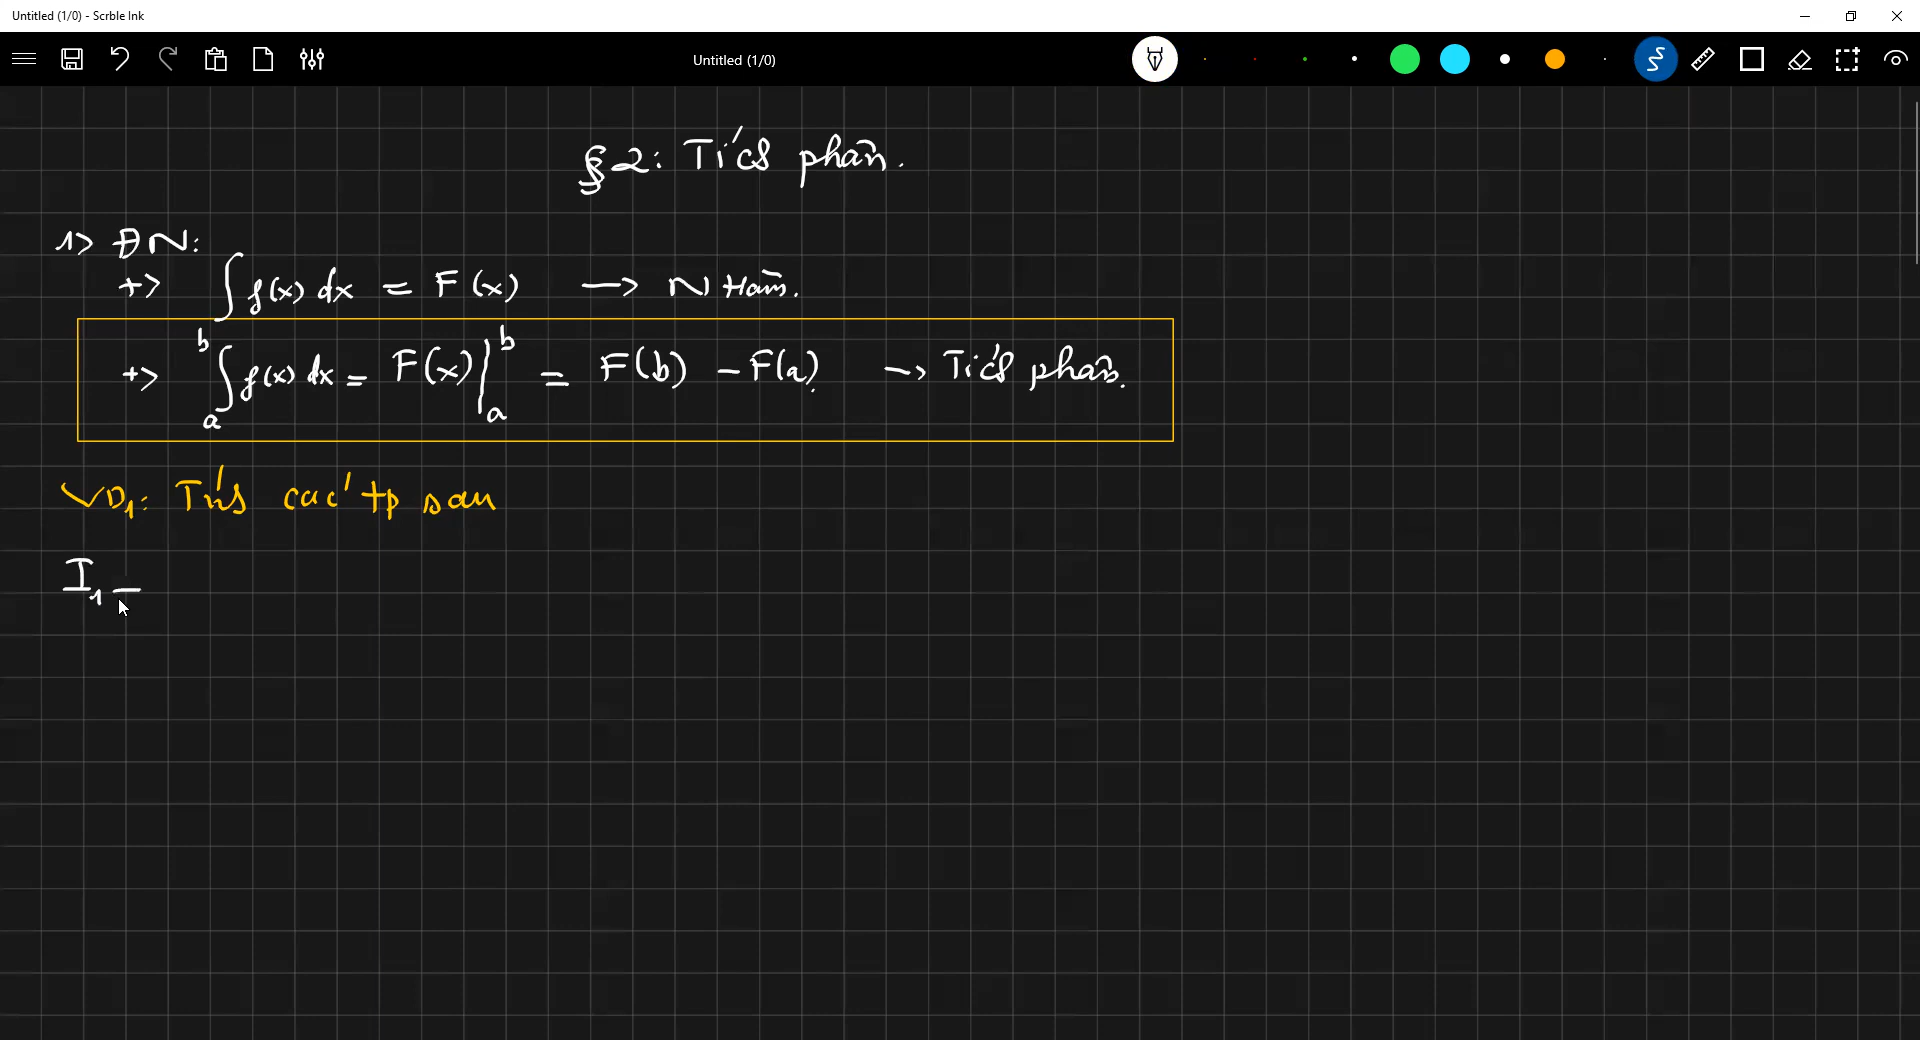 Untitled (1/0) - Scrble Ink
Untitled (1/0)
§2: Tích phân.
1> ĐN:
+> ∫f(x) dx = F(x) → N Hàm.
+> ∫ₐᵇ f(x) dx = F(x)|ₐᵇ = F(b) - F(a). → Tích phân.
VD₁: Tính các tp sau
I₁ –